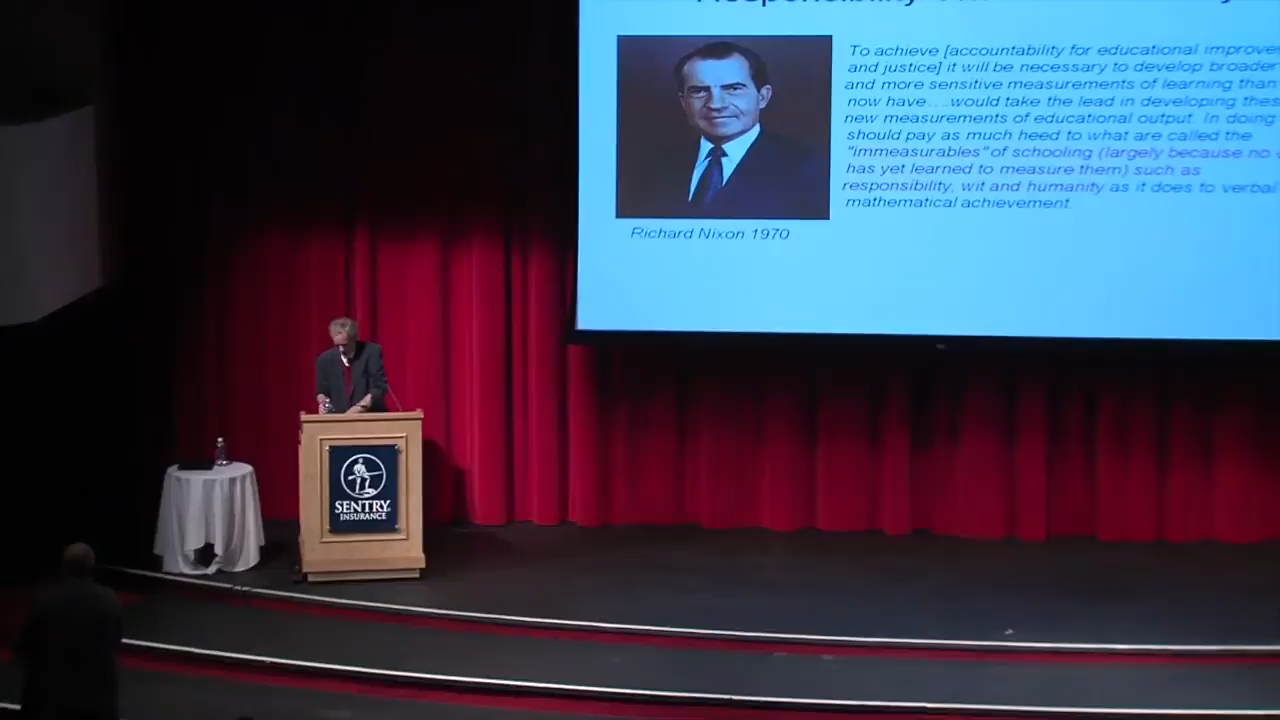 Responsibility
To achieve [accountability for educational improve
and justice] it will be necessary to develop broader
and more sensitive measurements of learning than
now have....would take the lead in developing thes
new measurements of educational output. In doing
should pay as much heed to what are called the
"immeasurables" of schooling (largely because no
has yet learned to measure them) such as
responsibility, wit and humanity as it does to verbal
mathematical achievement.
Richard Nixon 1970
SENTRY
INSURANCE